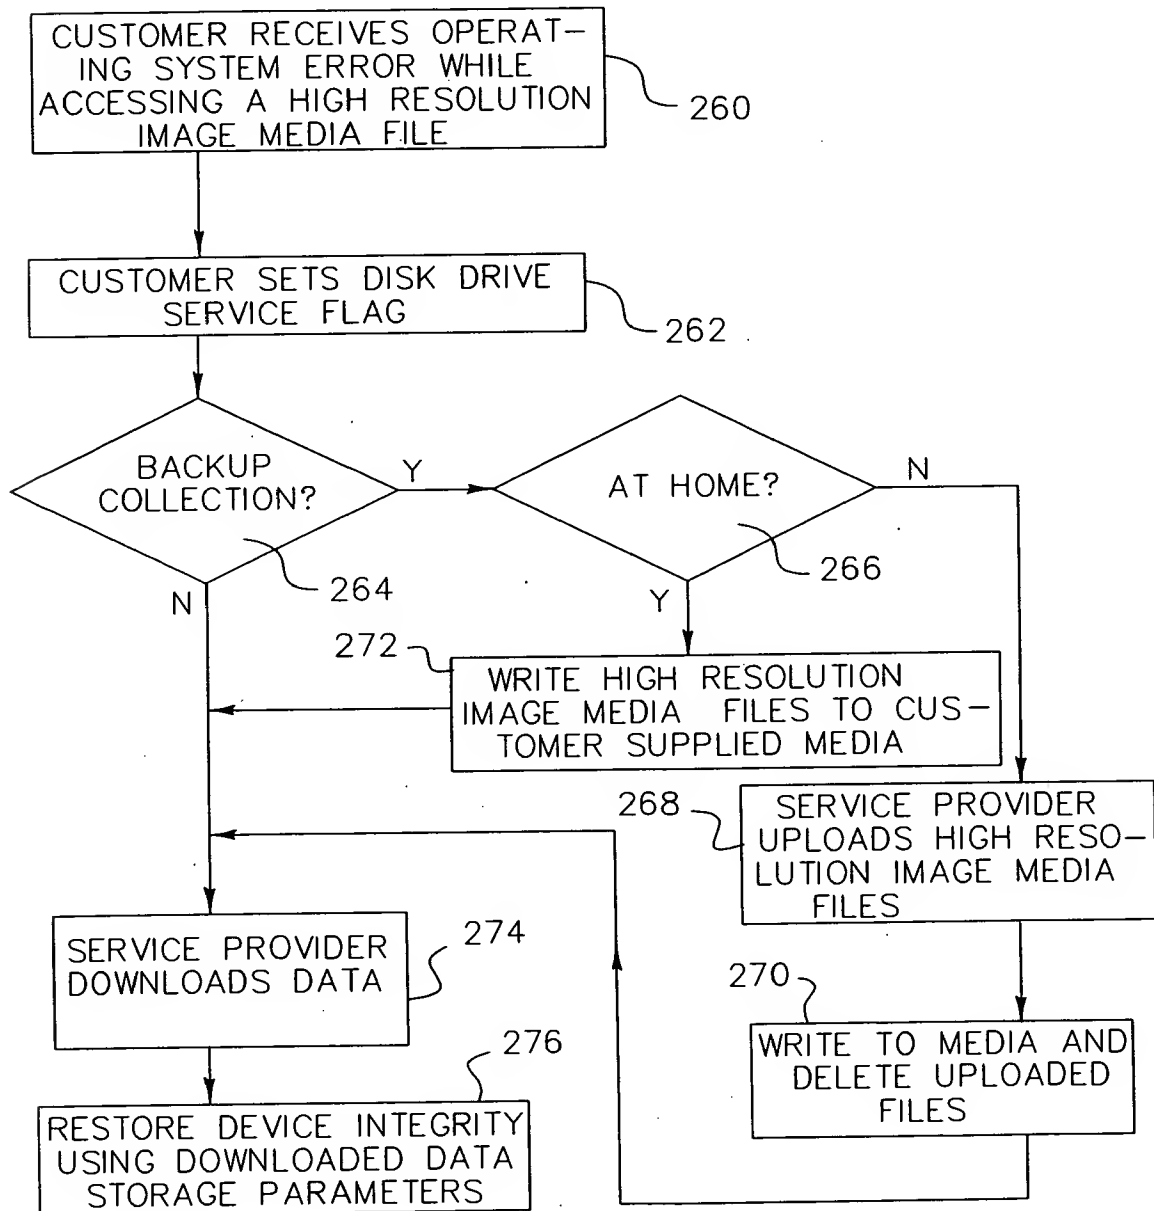 CUSTOMER RECEIVES OPERAT-
ING SYSTEM ERROR WHILE
ACCESSING A HIGH RESOLUTION
IMAGE MEDIA FILE
260
CUSTOMER SETS DISK DRIVE
SERVICE FLAG
262
BACKUP
COLLECTION?
264
Y
N
AT HOME?
266
N
Y
272
WRITE HIGH RESOLUTION
IMAGE MEDIA FILES TO CUS-
TOMER SUPPLIED MEDIA
268
SERVICE PROVIDER
UPLOADS HIGH RESO-
LUTION IMAGE MEDIA
FILES
270
WRITE TO MEDIA AND
DELETE UPLOADED
FILES
SERVICE PROVIDER
DOWNLOADS DATA
274
276
RESTORE DEVICE INTEGRITY
USING DOWNLOADED DATA
STORAGE PARAMETERS